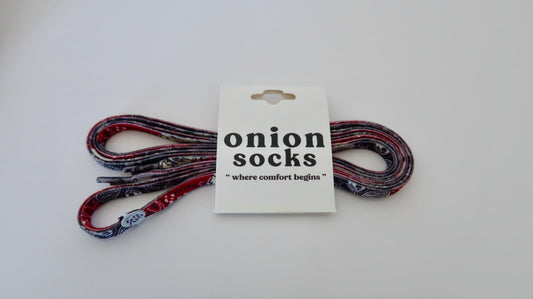 onion
socks
“ where comfort begins ”